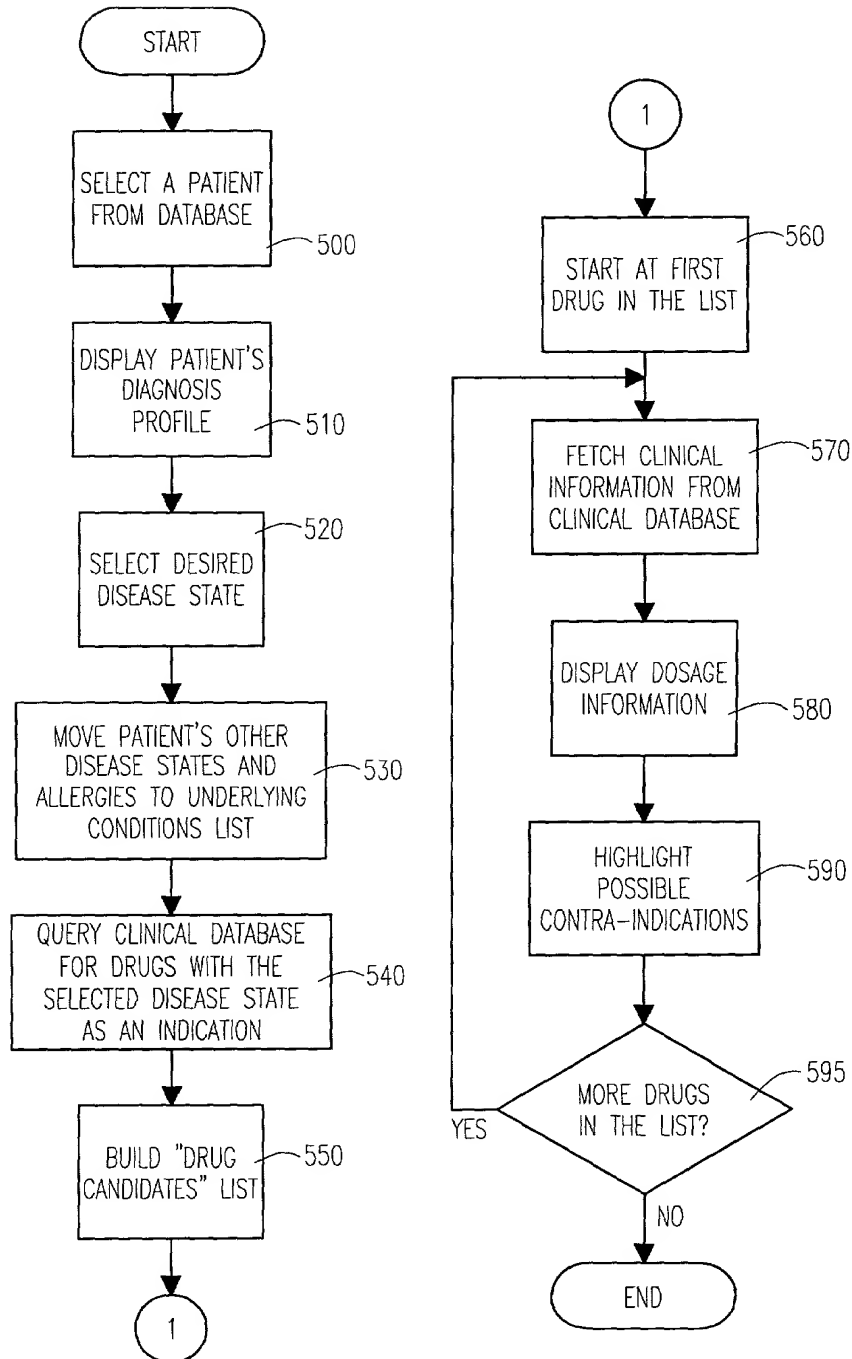 START
SELECT A PATIENT
FROM DATABASE
500
DISPLAY PATIENT'S
DIAGNOSIS
PROFILE
510
520
SELECT DESIRED
DISEASE STATE
MOVE PATIENT'S OTHER
DISEASE STATES AND
ALLERGIES TO UNDERLYING
CONDITIONS LIST
530
QUERY CLINICAL DATABASE
FOR DRUGS WITH THE
SELECTED DISEASE STATE
AS AN INDICATION
540
BUILD "DRUG
CANDIDATES" LIST
550
1
1
560
START AT FIRST
DRUG IN THE LIST
FETCH CLINICAL
INFORMATION FROM
CLINICAL DATABASE
570
DISPLAY DOSAGE
INFORMATION
580
HIGHLIGHT
POSSIBLE
CONTRA-INDICATIONS
590
MORE DRUGS
IN THE LIST?
595
YES
NO
END